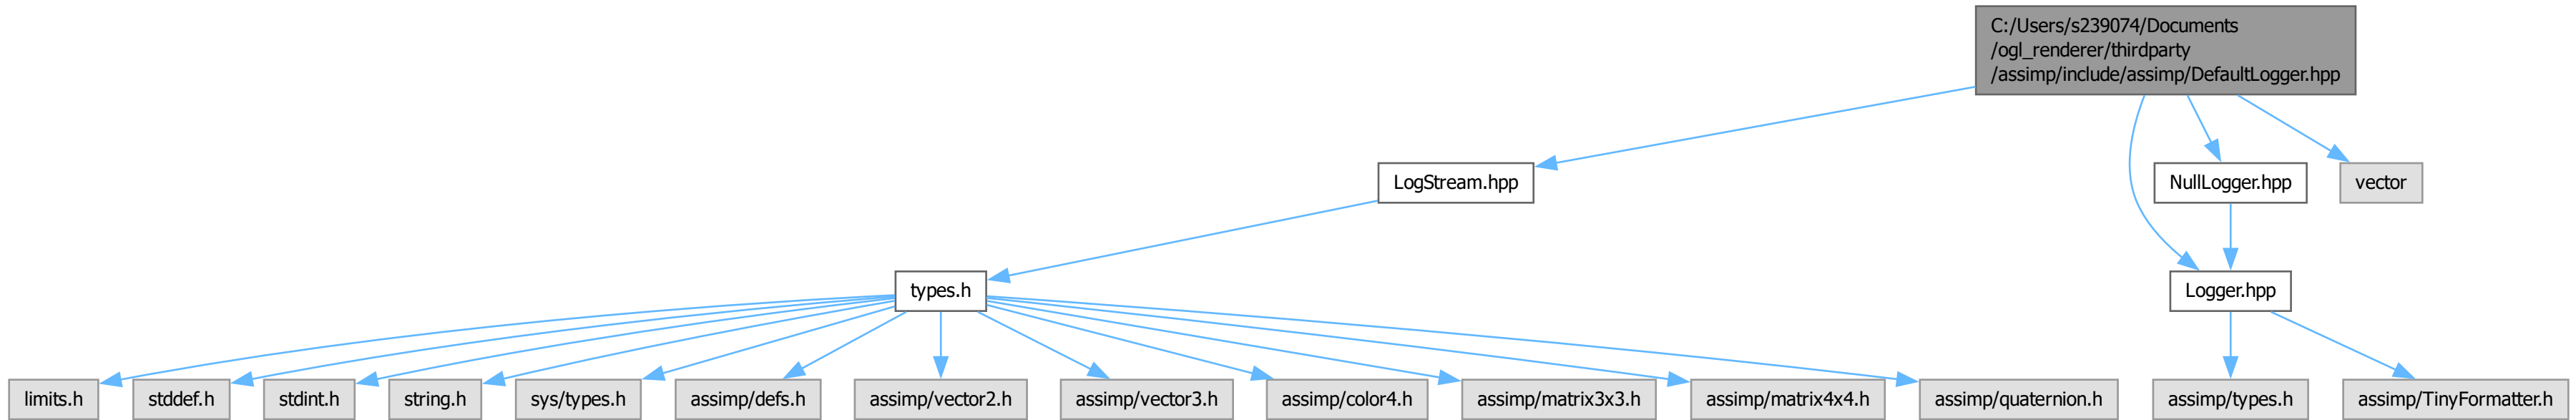 C:/Users/s239074/Documents
/ogl_renderer/thirdparty
/assimp/include/assimp/DefaultLogger.hpp
LogStream.hpp
NullLogger.hpp
vector
types.h
Logger.hpp
limits.h
stddef.h
stdint.h
string.h
sys/types.h
assimp/defs.h
assimp/vector2.h
assimp/vector3.h
assimp/color4.h
assimp/matrix3x3.h
assimp/matrix4x4.h
assimp/quaternion.h
assimp/types.h
assimp/TinyFormatter.h